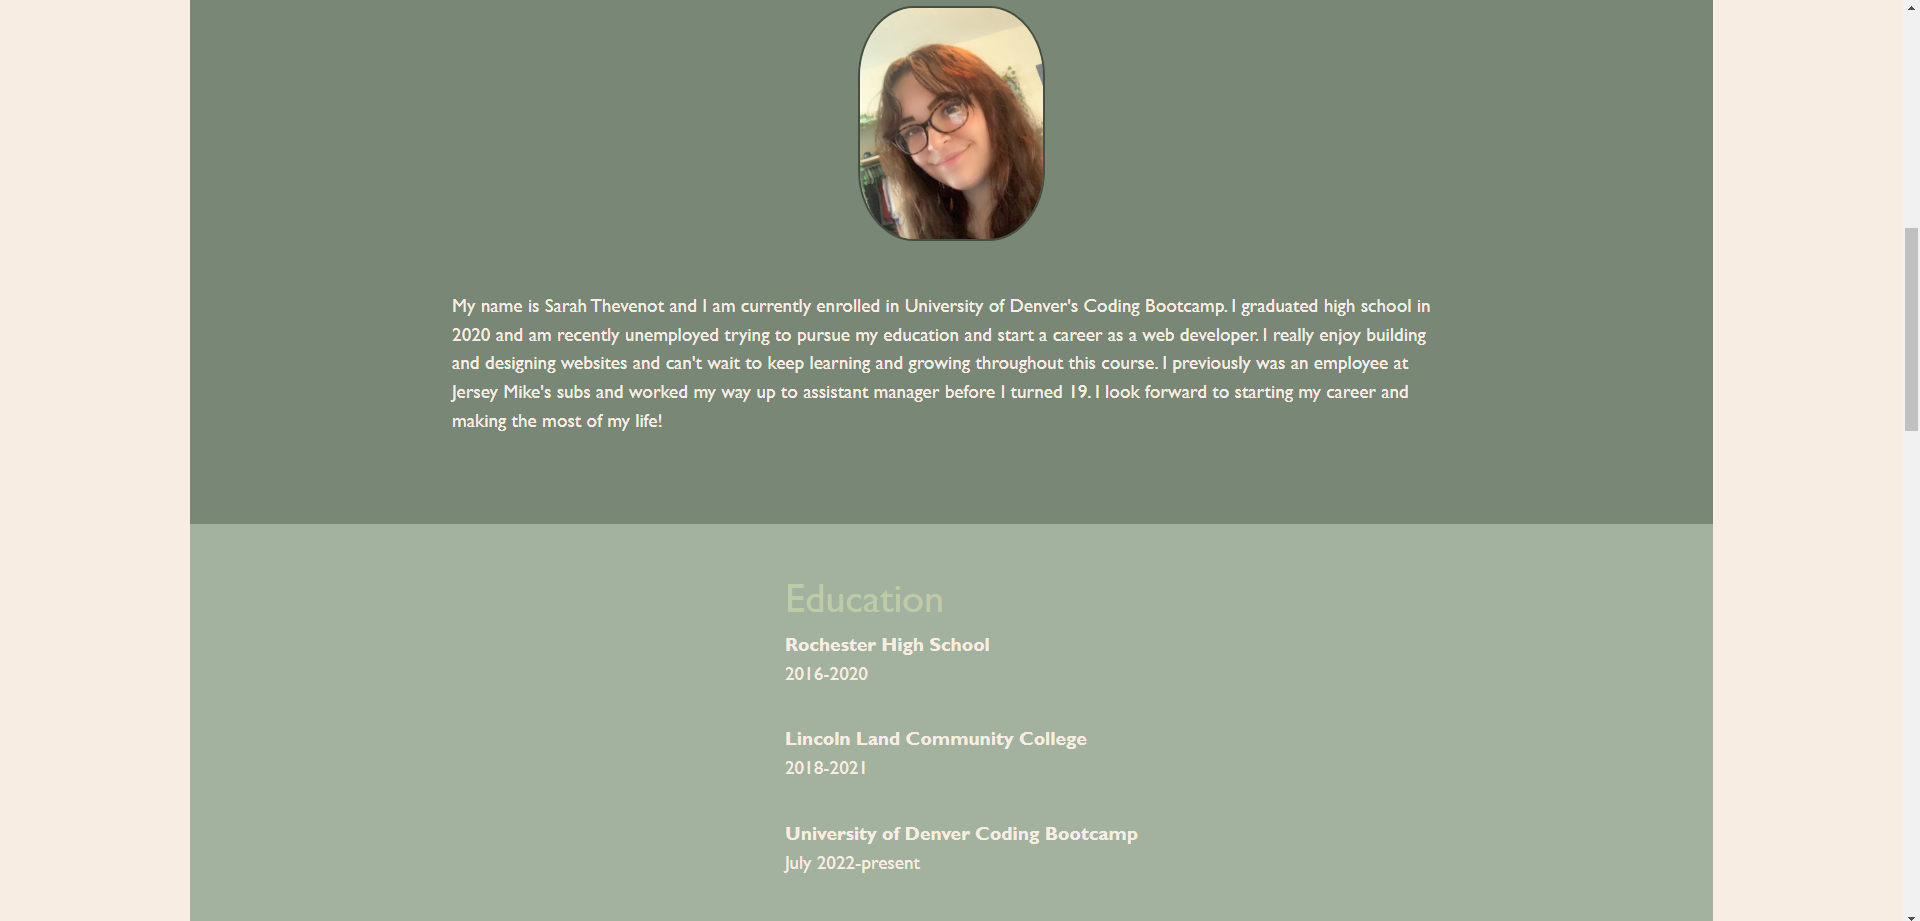 My name is Sarah Thevenot and I am currently enrolled in University of Denver's Coding Bootcamp. I graduated high school in
2020 and am recently unemployed trying to pursue my education and start a career as a web developer. I really enjoy building
and designing websites and can't wait to keep learning and growing throughout this course. I previously was an employee at
Jersey Mike's subs and worked my way up to assistant manager before I turned 19. I look forward to starting my career and
making the most of my life!
Education
Rochester High School
2016-2020
Lincoln Land Community College
2018-2021
University of Denver Coding Bootcamp
July 2022-present